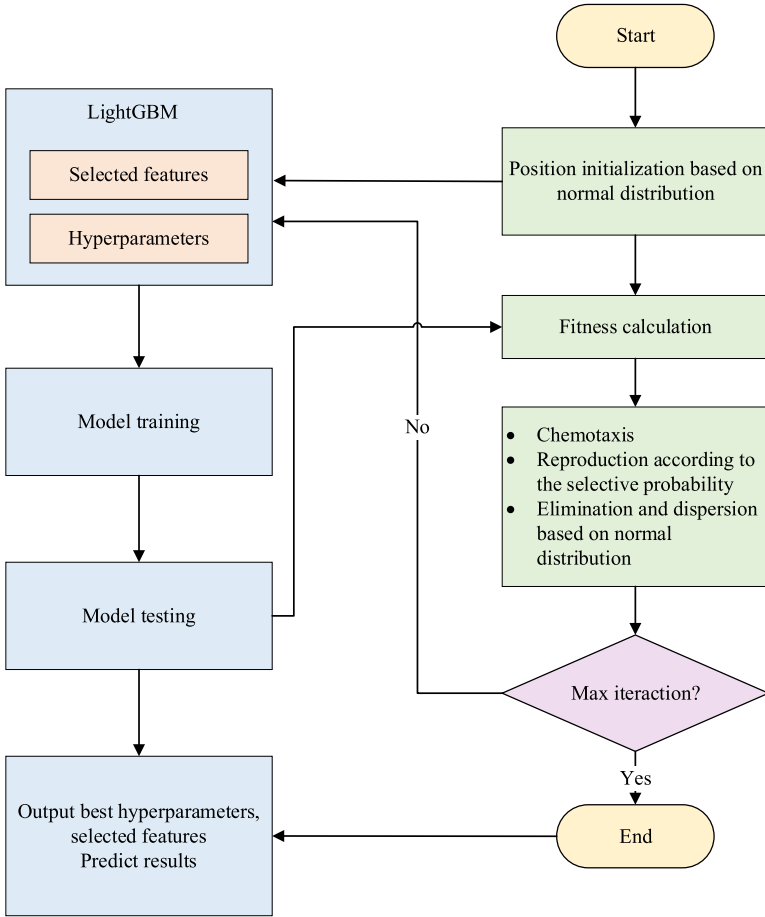 Start
LightGBM
Selected features
Hyperparameters
Position initialization based on
normal distribution
Fitness calculation
Model training
No
• Chemotaxis
• Reproduction according to
the selective probability
• Elimination and dispersion
based on normal
distribution
Model testing
Max iteraction?
Yes
Output best hyperparameters,
selected features
Predict results
End